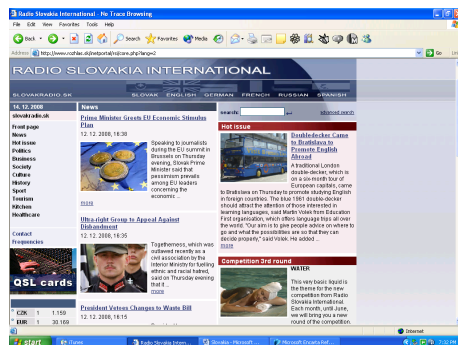 Radio Slovakia International - No Trace Browsing
File Edit View Favorites Tools Help
Back Search Favorites Media
Address http://www.rozhlas.sk/inetportal/rsi/core.php?lang=2 Go
RADIO SLOVAKIA INTERNATIONAL
SLOVAKRADIO.SK SLOVAK ENGLISH GERMAN FRENCH RUSSIAN SPANISH
14. 12. 2008
slovakradio.sk
Front page
News
Hot issue
Politics
Business
Society
Culture
History
Sport
Tourism
Kitchen
Healthcare
Contact
Frequencies
QSL cards
CZK 1 1.159
EUR 1 30.169
News
Prime Minister Greets EU Economic Stimulus
Plan
12. 12. 2008, 16:38
Speaking to journalists
during the EU summit in
Brussels on Thursday
evening, Slovak Prime
Minister said that
pessimism prevails
among EU leaders
concerning the
economic ...
more
Ultra-right Group to Appeal Against
Disbandment
12. 12. 2008, 16:35
Togetherness, which was
outlawed recently as a
civil association by the
Interior Ministry for fuelling
ethnic and racial hatred,
said on Thursday evening
that it ...
more
President Vetoes Changes to Waste Bill
12. 12. 2008, 16:15
search: advanced search
Hot issue
Doubledecker Came
to Bratislava to
Promote English
Abroad
A traditional London
double-decker, which is
on a six-month tour of
European capitals, came
to Bratislava on Thursday to promote studying English
in foreign countries. The blue 1961 double-decker
should attract the attention of those interested in
learning languages, said Martin Volek from Education
First organisation, which offers language trips all over
the world. "Our aim is to give people advice on where to
go and what the possibilities are so that they can
decide properly," said Volek. He added ...
more
Competition 3rd round
WATER
This very basic liquid is
the theme for the new
competition from Radio
Slovakia International.
Each month, until June,
we will bring you a new
round of the competition.
Internet
start iTunes Radio Slovakia Intern... Slovakia - Microsoft ... Microsoft Encarta Ref... 7:02 PM